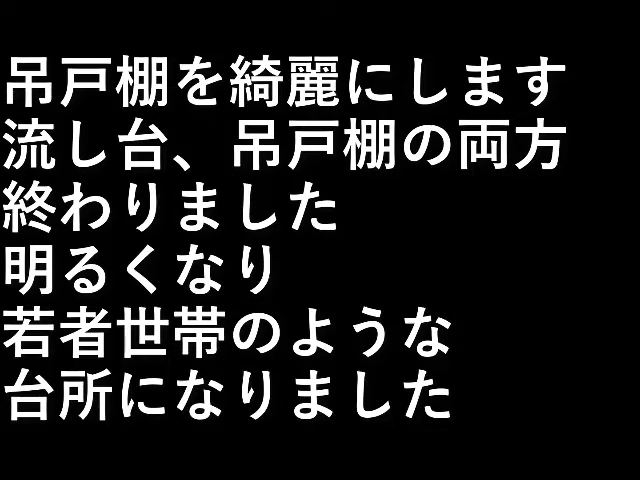 吊戸棚を綺麗にします
流し台、吊戸棚の両方
終わりました
明るくなり
若者世帯のような
台所になりました